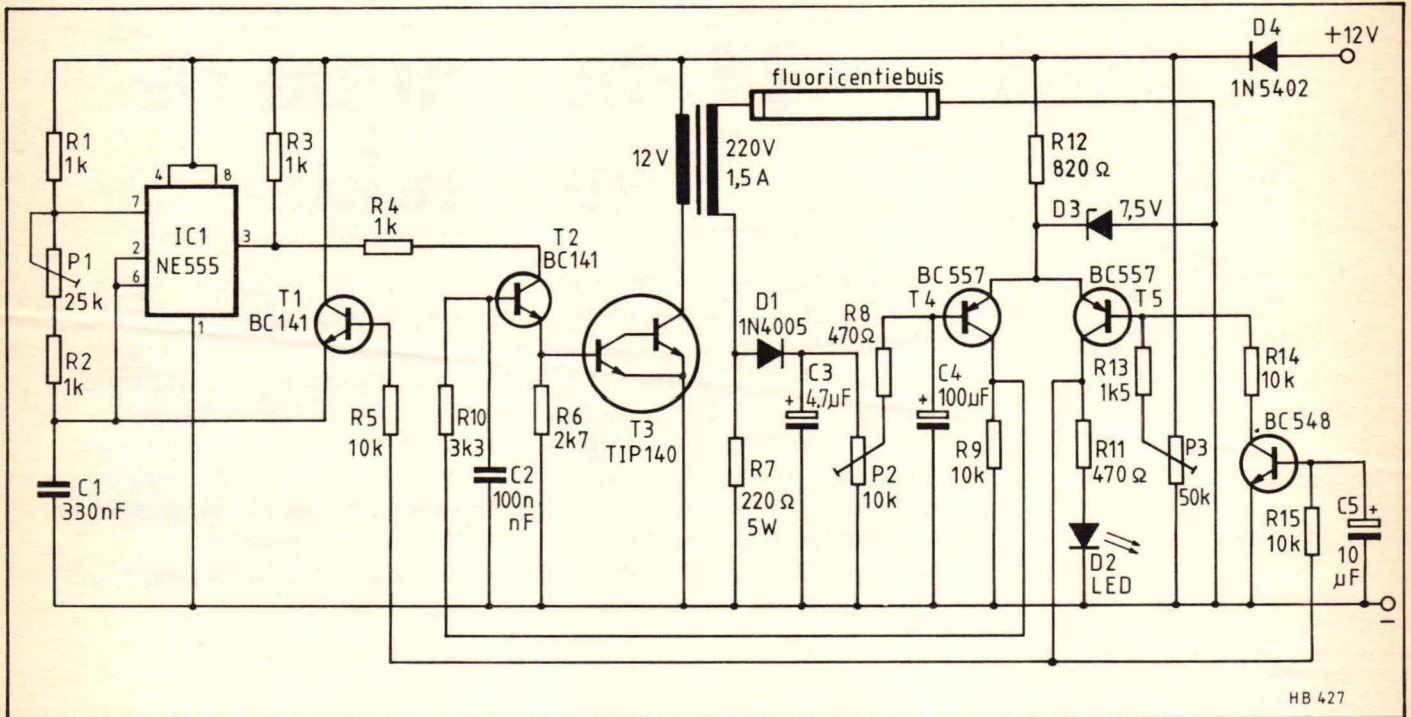 D4
+12V
1N5402
fluoricentiebuis
R1
1k
4
8
R3
1k
12V
220V
1,5 A
R12
820 Ω
7
R4
1k
D3
7,5V
IC1
NE555
3
T2
BC141
2
6
P1
25k
T1
BC141
1
BC557
BC557
D1
1N4005
R8
470Ω
T4
T5
R2
1k
R13
1k5
R14
10k
C3
+
4,7µF
C4
+
100µF
R5
10k
R10
3k3
R6
2k7
T3
TIP140
R9
10k
R11
470 Ω
P3
50k
BC548
C1
330nF
C2
100n
nF
R7
220 Ω
5W
P2
10k
D2
LED
R15
10k
C5
+
10
µF
–
HB 427